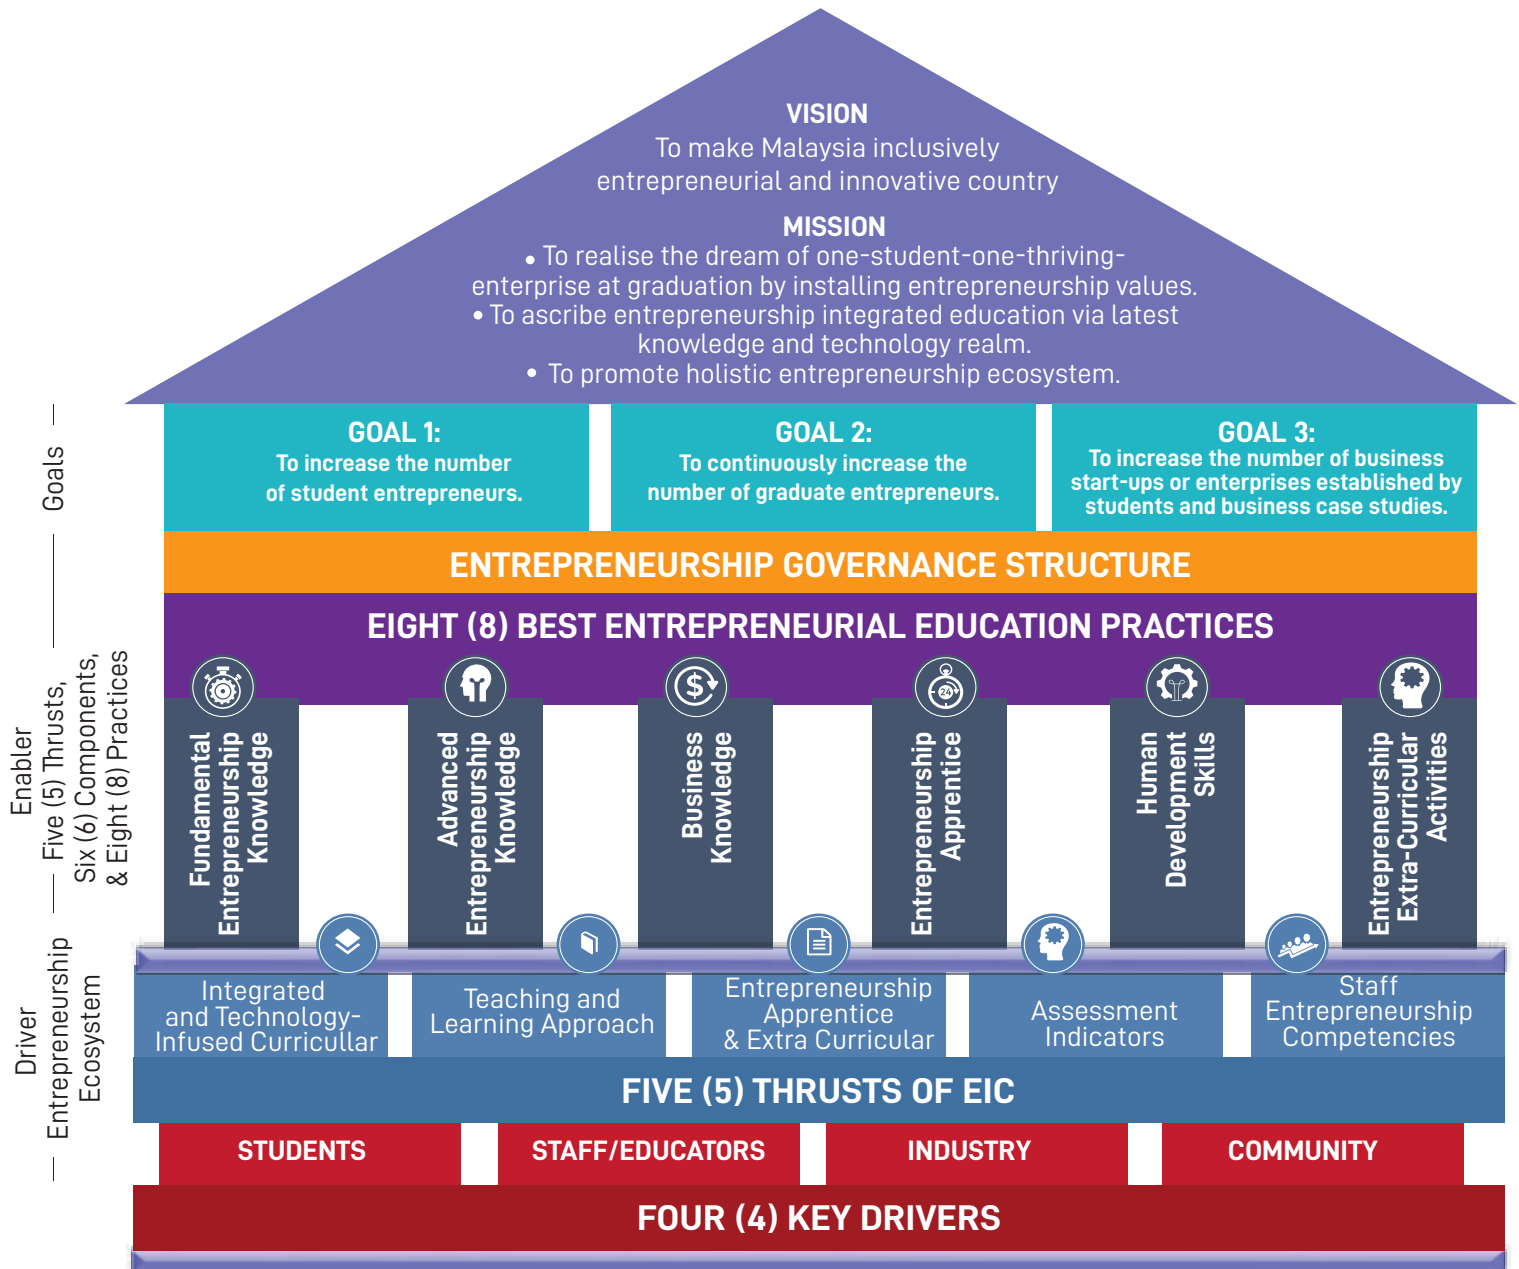 VISION
To make Malaysia inclusively
entrepreneurial and innovative country
MISSION
• To realise the dream of one-student-one-thriving-
enterprise at graduation by installing entrepreneurship values.
• To ascribe entrepreneurship integrated education via latest
knowledge and technology realm.
• To promote holistic entrepreneurship ecosystem.
Goals
GOAL 1:
To increase the number
of student entrepreneurs.
GOAL 2:
To continuously increase the
number of graduate entrepreneurs.
GOAL 3:
To increase the number of business
start-ups or enterprises established by
students and business case studies.
ENTREPRENEURSHIP GOVERNANCE STRUCTURE
EIGHT (8) BEST ENTREPRENEURIAL EDUCATION PRACTICES
Enabler
Five (5) Thrusts,
Six (6) Components,
& Eight (8) Practices
Fundamental
Entrepreneurship
Knowledge
Advanced
Entrepreneurship
Knowledge
$
Business
Knowledge
24
Entrepreneurship
Apprentice
Human
Development
Skills
Entrepreneurship
Extra-Curricular
Activities
Driver
Entrepreneurship
Ecosystem
Integrated
and Technology-
Infused Curricullar
Teaching and
Learning Approach
Entrepreneurship
Apprentice
& Extra Curricular
Assessment
Indicators
Staff
Entrepreneurship
Competencies
FIVE (5) THRUSTS OF EIC
STUDENTS
STAFF/EDUCATORS
INDUSTRY
COMMUNITY
FOUR (4) KEY DRIVERS